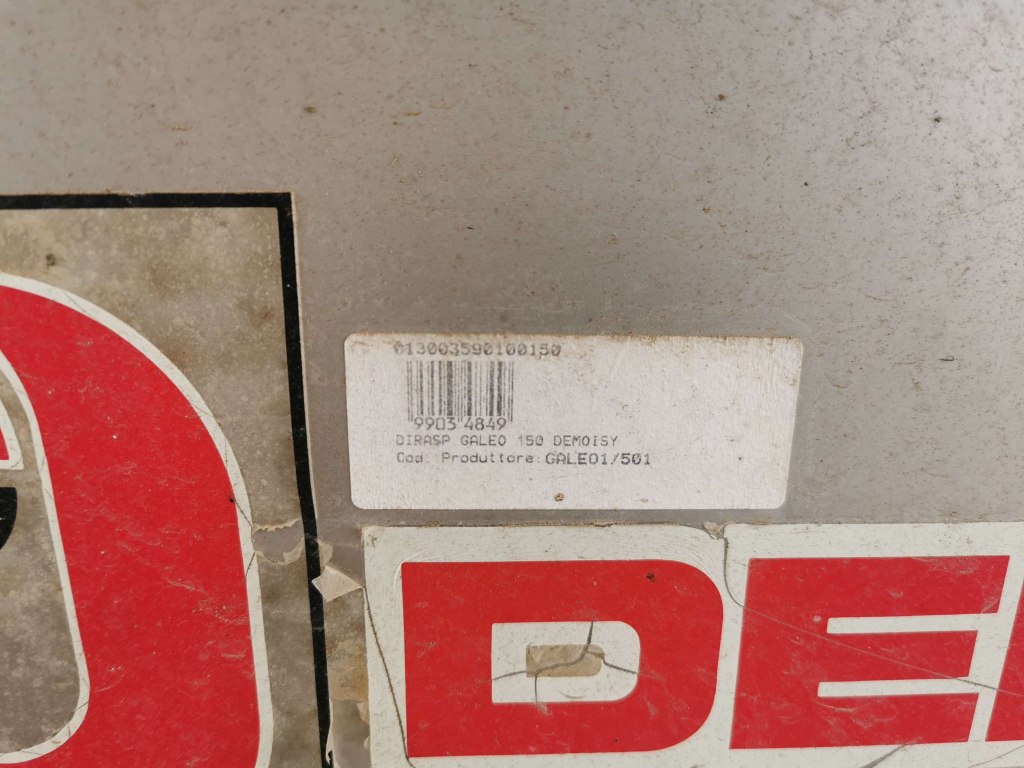 013003590100150
9903 4849
DIRASP GALEO 150 DEMOISY
Cod. Produttore GALEO1/501
DE